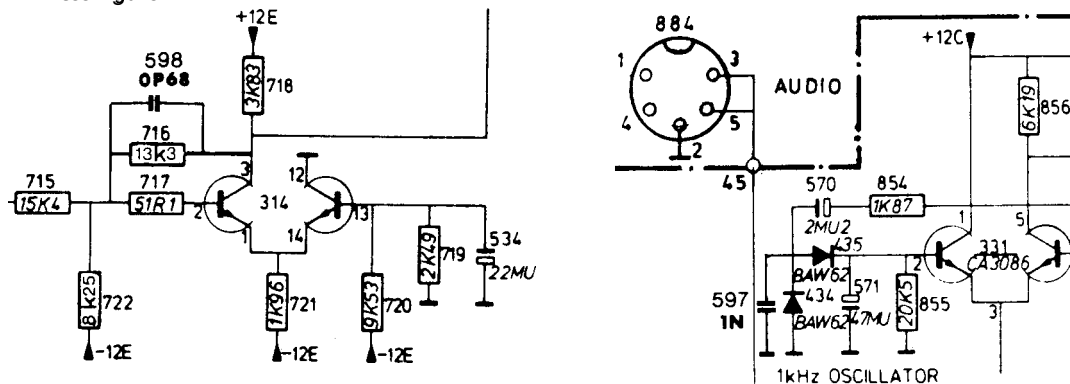 +12E
598
0P68
3K83
718
716
13K3
715
717
15K4
51R1
3
12
2
314
13
1
14
8K25
722
1K96
721
9K53
720
2K49
719
534
22MU
-12E
-12E
-12E
884
1
3
4
5
2
AUDIO
45
+12C
6K19
856
570
854
2MU2
1K87
435
BAW62
1
5
331
CA3086
2
3
597
1N
434
BAW62
571
47MU
20K5
855
1kHz OSCILLATOR